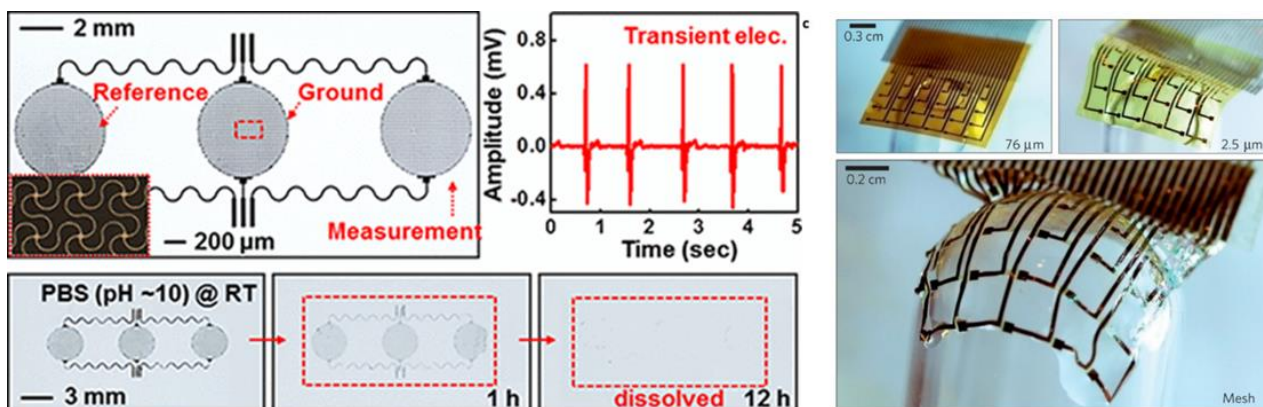 2 mm
Reference
Ground
200 µm
Measurement
Transient elec.
Amplitude (mV)
0.8
0.4
0.0
-0.4
0 1 2 3 4 5
Time (sec)
PBS (pH ~10) @ RT
3 mm
1 h
dissolved 12 h
c
0.3 cm
76 µm
2.5 µm
0.2 cm
Mesh